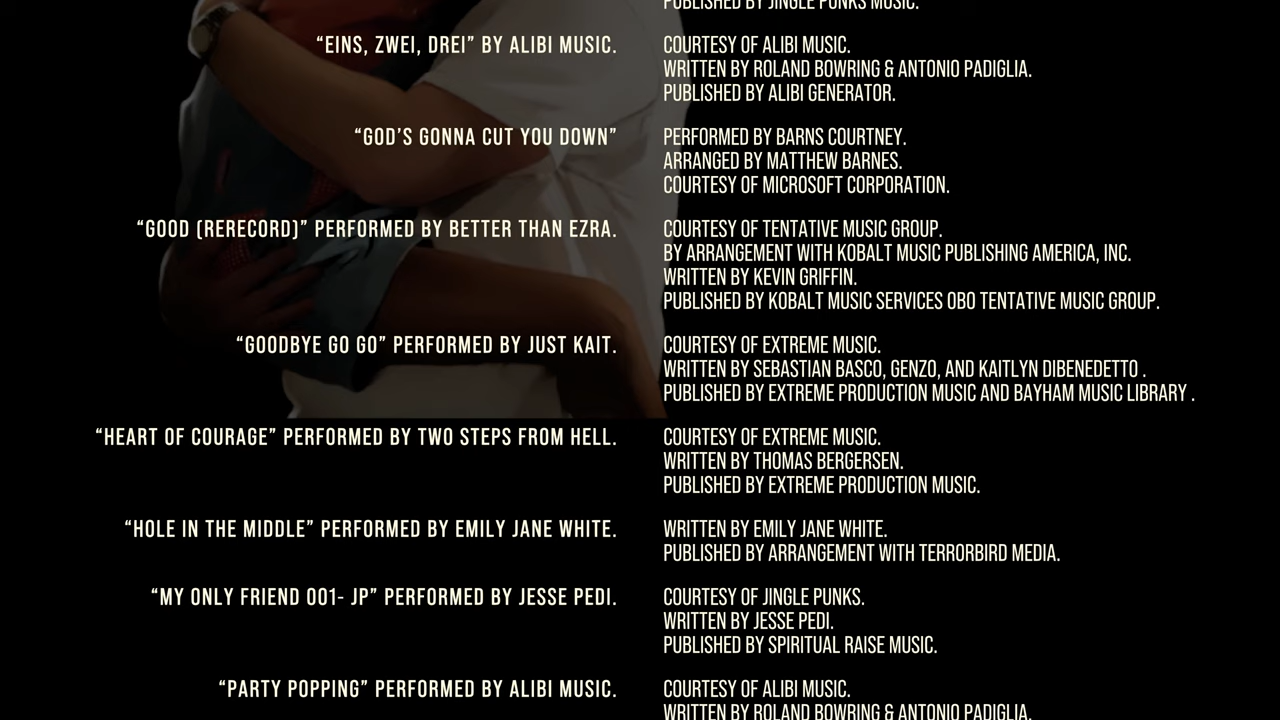 PUBLISHED BY JINGLE PUNKS MUSIC.
“EINS, ZWEI, DREI” BY ALIBI MUSIC.
COURTESY OF ALIBI MUSIC.
WRITTEN BY ROLAND BOWRING & ANTONIO PADIGLIA.
PUBLISHED BY ALIBI GENERATOR.
“GOD’S GONNA CUT YOU DOWN”
PERFORMED BY BARNS COURTNEY.
ARRANGED BY MATTHEW BARNES.
COURTESY OF MICROSOFT CORPORATION.
“GOOD (RERECORD)” PERFORMED BY BETTER THAN EZRA.
COURTESY OF TENTATIVE MUSIC GROUP.
BY ARRANGEMENT WITH KOBALT MUSIC PUBLISHING AMERICA, INC.
WRITTEN BY KEVIN GRIFFIN.
PUBLISHED BY KOBALT MUSIC SERVICES OBO TENTATIVE MUSIC GROUP.
“GOODBYE GO GO” PERFORMED BY JUST KAIT.
COURTESY OF EXTREME MUSIC.
WRITTEN BY SEBASTIAN BASCO, GENZO, AND KAITLYN DIBENEDETTO .
PUBLISHED BY EXTREME PRODUCTION MUSIC AND BAYHAM MUSIC LIBRARY .
“HEART OF COURAGE” PERFORMED BY TWO STEPS FROM HELL.
COURTESY OF EXTREME MUSIC.
WRITTEN BY THOMAS BERGERSEN.
PUBLISHED BY EXTREME PRODUCTION MUSIC.
“HOLE IN THE MIDDLE” PERFORMED BY EMILY JANE WHITE.
WRITTEN BY EMILY JANE WHITE.
PUBLISHED BY ARRANGEMENT WITH TERRORBIRD MEDIA.
“MY ONLY FRIEND 001- JP” PERFORMED BY JESSE PEDI.
COURTESY OF JINGLE PUNKS.
WRITTEN BY JESSE PEDI.
PUBLISHED BY SPIRITUAL RAISE MUSIC.
“PARTY POPPING” PERFORMED BY ALIBI MUSIC.
COURTESY OF ALIBI MUSIC.
WRITTEN BY ROLAND BOWRING & ANTONIO PADIGLIA.